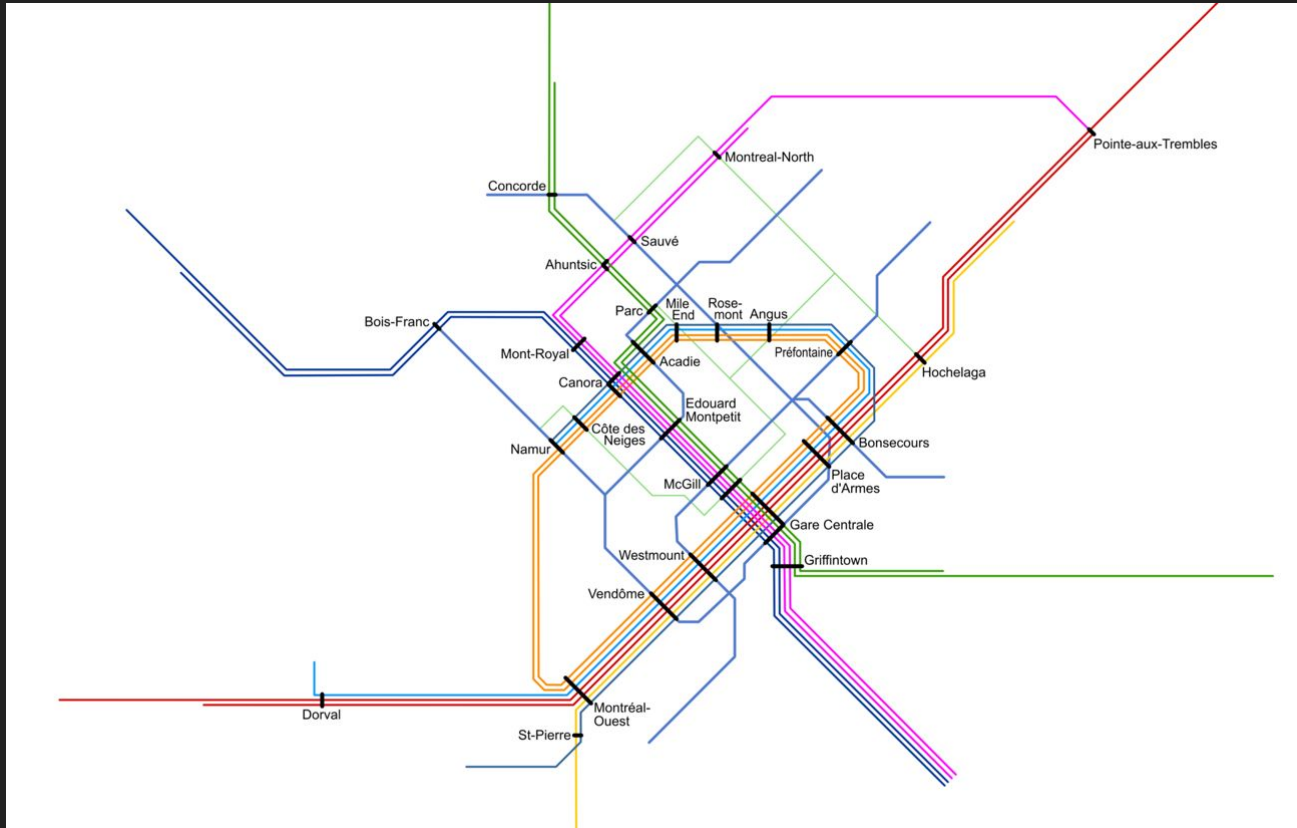 Pointe-aux-Trembles
Montreal-North
Concorde
Sauvé
Ahuntsic
Parc
Mile
End
Rose-
mont
Angus
Bois-Franc
Mont-Royal
Acadie
Préfontaine
Hochelaga
Canora
Edouard
Montpetit
Côte des
Neiges
Namur
Bonsecours
McGill
Place
d'Armes
Gare Centrale
Westmount
Griffintown
Vendôme
Dorval
Montréal-
Ouest
St-Pierre